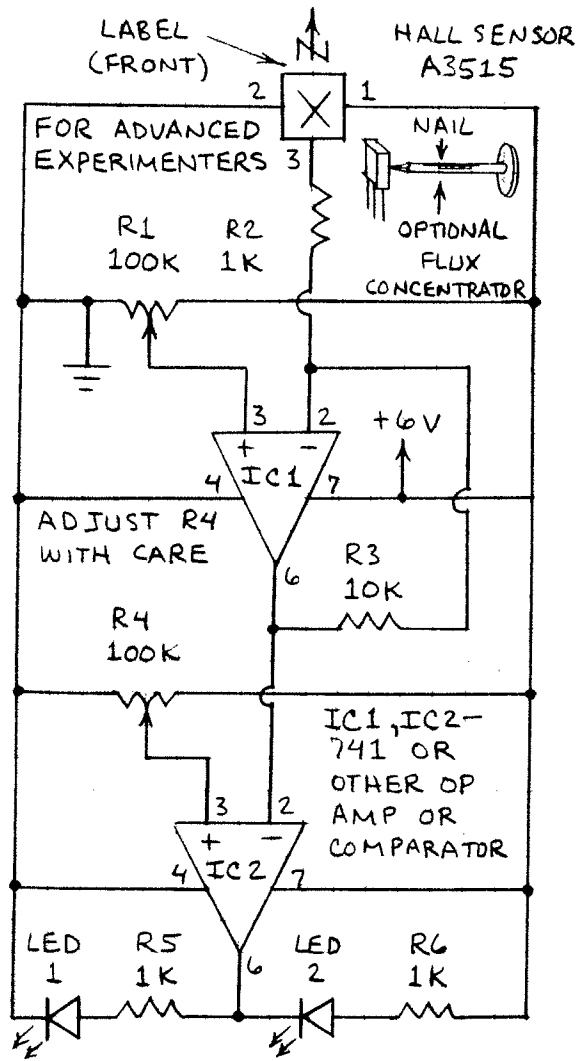 LABEL
(FRONT)
N
HALL SENSOR
A3515
2
X
1
FOR ADVANCED
EXPERIMENTERS
3
NAIL
OPTIONAL
FLUX
CONCENTRATOR
R1
100K
R2
1K
3
2
+6V
+ -
IC1
4
7
ADJUST R4
WITH CARE
6
R3
10K
R4
100K
IC1, IC2-
741 OR
OTHER OP
AMP OR
COMPARATOR
3
2
+ -
IC2
4
7
LED
1
R5
1K
6
LED
2
R6
1K